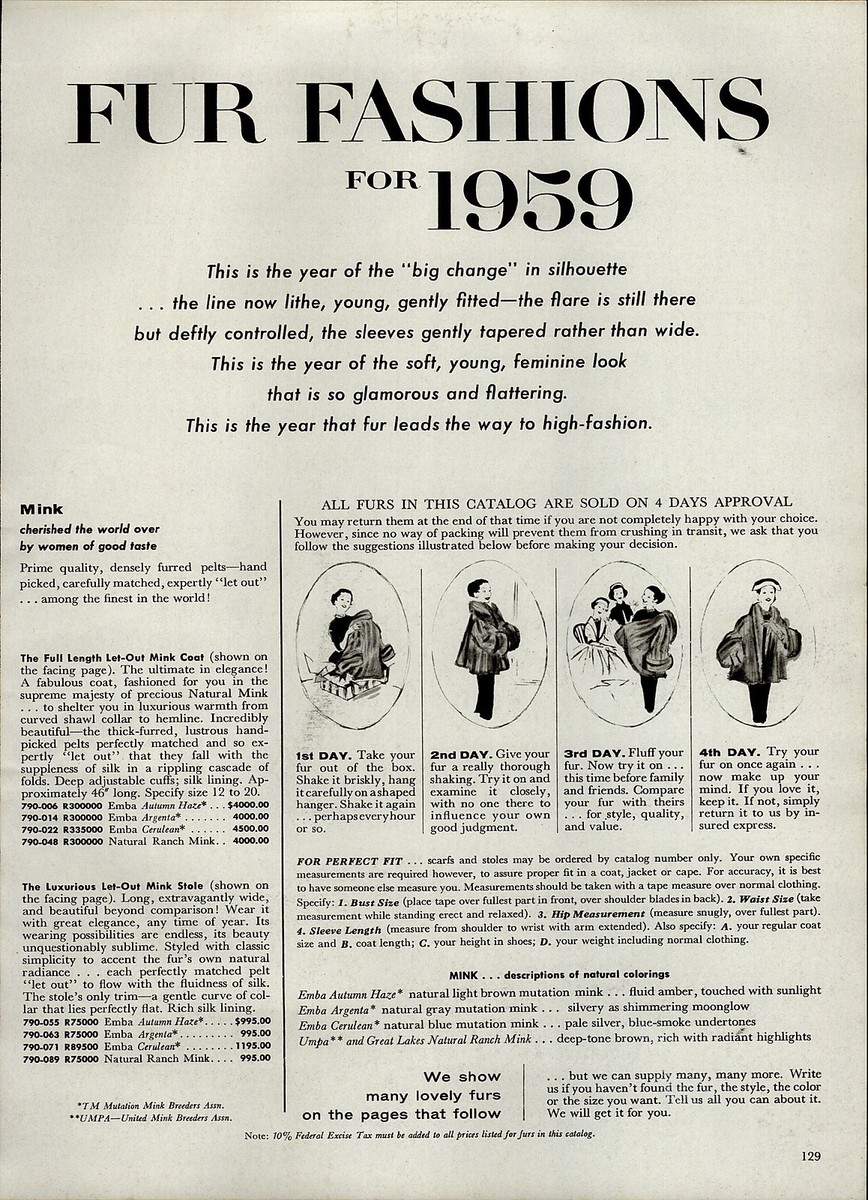 FUR FASHIONS
FOR 1959
This is the year of the "big change" in silhouette
. . . the line now lithe, young, gently fitted—the flare is still there
but deftly controlled, the sleeves gently tapered rather than wide.
This is the year of the soft, young, feminine look
that is so glamorous and flattering.
This is the year that fur leads the way to high-fashion.
Mink
cherished the world over
by women of good taste
Prime quality, densely furred pelts—hand
picked, carefully matched, expertly "let out"
. . . among the finest in the world!
The Full Length Let-Out Mink Coat (shown on
the facing page). The ultimate in elegance!
A fabulous coat, fashioned for you in the
supreme majesty of precious Natural Mink
. . . to shelter you in luxurious warmth from
curved shawl collar to hemline. Incredibly
beautiful—the thick-furred, lustrous hand-
picked pelts perfectly matched and so ex-
pertly "let out" that they fall with the
suppleness of silk in a rippling cascade of
folds. Deep adjustable cuffs; silk lining. Ap-
proximately 46" long. Specify size 12 to 20.
790-006 R300000 Emba Autumn Haze* . . . $4000.00
790-014 R300000 Emba Argenta* . . . . . . . 4000.00
790-022 R335000 Emba Cerulean* . . . . . . 4500.00
790-048 R300000 Natural Ranch Mink . . 4000.00
The Luxurious Let-Out Mink Stole (shown on
the facing page). Long, extravagantly wide,
and beautiful beyond comparison! Wear it
with great elegance, any time of year. Its
wearing possibilities are endless, its beauty
unquestionably sublime. Styled with classic
simplicity to accent the fur's own natural
radiance . . . each perfectly matched pelt
"let out" to flow with the fluidness of silk.
The stole's only trim—a gentle curve of col-
lar that lies perfectly flat. Rich silk lining.
790-055 R75000 Emba Autumn Haze* . . . . . $995.00
790-063 R75000 Emba Argenta* . . . . . . . . . 995.00
790-071 R89500 Emba Cerulean* . . . . . . . . 1195.00
790-089 R75000 Natural Ranch Mink . . . . 995.00
*TM Mutation Mink Breeders Assn.
**UMPA—United Mink Breeders Assn.
ALL FURS IN THIS CATALOG ARE SOLD ON 4 DAYS APPROVAL
You may return them at the end of that time if you are not completely happy with your choice.
However, since no way of packing will prevent them from crushing in transit, we ask that you
follow the suggestions illustrated below before making your decision.
1st DAY. Take your
fur out of the box.
Shake it briskly, hang
it carefully on a shaped
hanger. Shake it again
. . . perhaps every hour
or so.
2nd DAY. Give your
fur a really thorough
shaking. Try it on and
examine it closely,
with no one there to
influence your own
good judgment.
3rd DAY. Fluff your
fur. Now try it on . . .
this time before family
and friends. Compare
your fur with theirs
. . . for style, quality,
and value.
4th DAY. Try your
fur on once again . . .
now make up your
mind. If you love it,
keep it. If not, simply
return it to us by in-
sured express.
FOR PERFECT FIT . . . scarfs and stoles may be ordered by catalog number only. Your own specific
measurements are required however, to assure proper fit in a coat, jacket or cape. For accuracy, it is best
to have someone else measure you. Measurements should be taken with a tape measure over normal clothing.
Specify: 1. Bust Size (place tape over fullest part in front, over shoulder blades in back). 2. Waist Size (take
measurement while standing erect and relaxed). 3. Hip Measurement (measure snugly, over fullest part).
4. Sleeve Length (measure from shoulder to wrist with arm extended). Also specify: A. your regular coat
size and B. coat length; C. your height in shoes; D. your weight including normal clothing.
MINK . . . descriptions of natural colorings
Emba Autumn Haze* natural light brown mutation mink . . . fluid amber, touched with sunlight
Emba Argenta* natural gray mutation mink . . . silvery as shimmering moonglow
Emba Cerulean* natural blue mutation mink . . . pale silver, blue-smoke undertones
Umpa** and Great Lakes Natural Ranch Mink . . . deep-tone brown, rich with radiant highlights
We show
many lovely furs
on the pages that follow
. . . but we can supply many, many more. Write
us if you haven't found the fur, the style, the color
or the size you want. Tell us all you can about it.
We will get it for you.
Note: 10% Federal Excise Tax must be added to all prices listed for furs in this catalog.
129